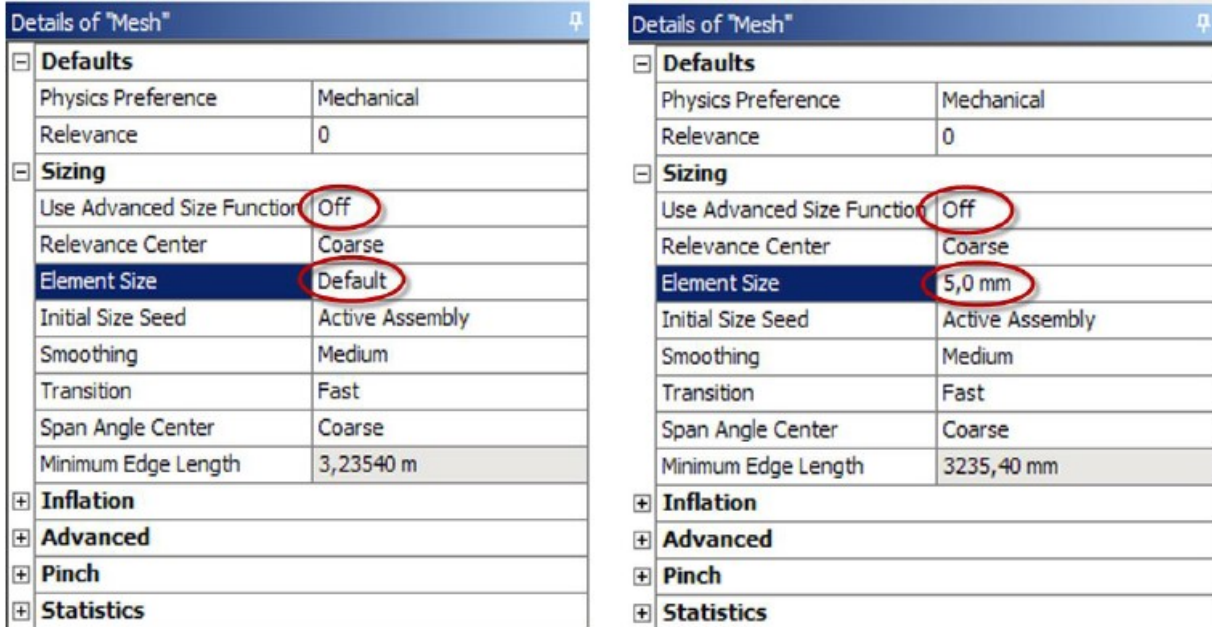 Details of "Mesh"
Defaults
Physics Preference Mechanical
Relevance 0
Sizing
Use Advanced Size Function Off
Relevance Center Coarse
Element Size Default
Initial Size Seed Active Assembly
Smoothing Medium
Transition Fast
Span Angle Center Coarse
Minimum Edge Length 3,23540 m
Inflation
Advanced
Pinch
Statistics
Details of "Mesh"
Defaults
Physics Preference Mechanical
Relevance 0
Sizing
Use Advanced Size Function Off
Relevance Center Coarse
Element Size 5,0 mm
Initial Size Seed Active Assembly
Smoothing Medium
Transition Fast
Span Angle Center Coarse
Minimum Edge Length 3235,40 mm
Inflation
Advanced
Pinch
Statistics